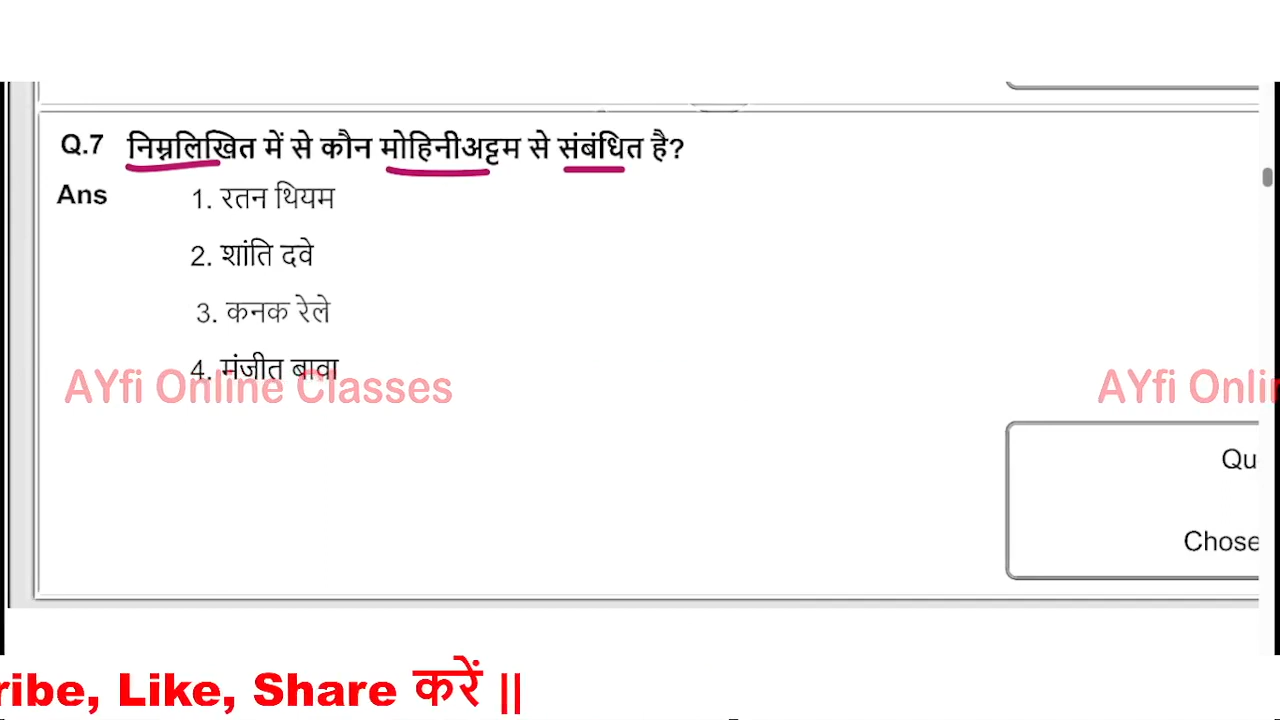 Q.7 निम्नलिखित में से कौन मोहिनीअट्टम से संबंधित है?
Ans 1. रतन थियम
2. शांति दवे
3. कनक रेले
4. मंजीत बावा
AYfi Online Classes AYfi Onlin
Qu
Chose
ribe, Like, Share करें ||